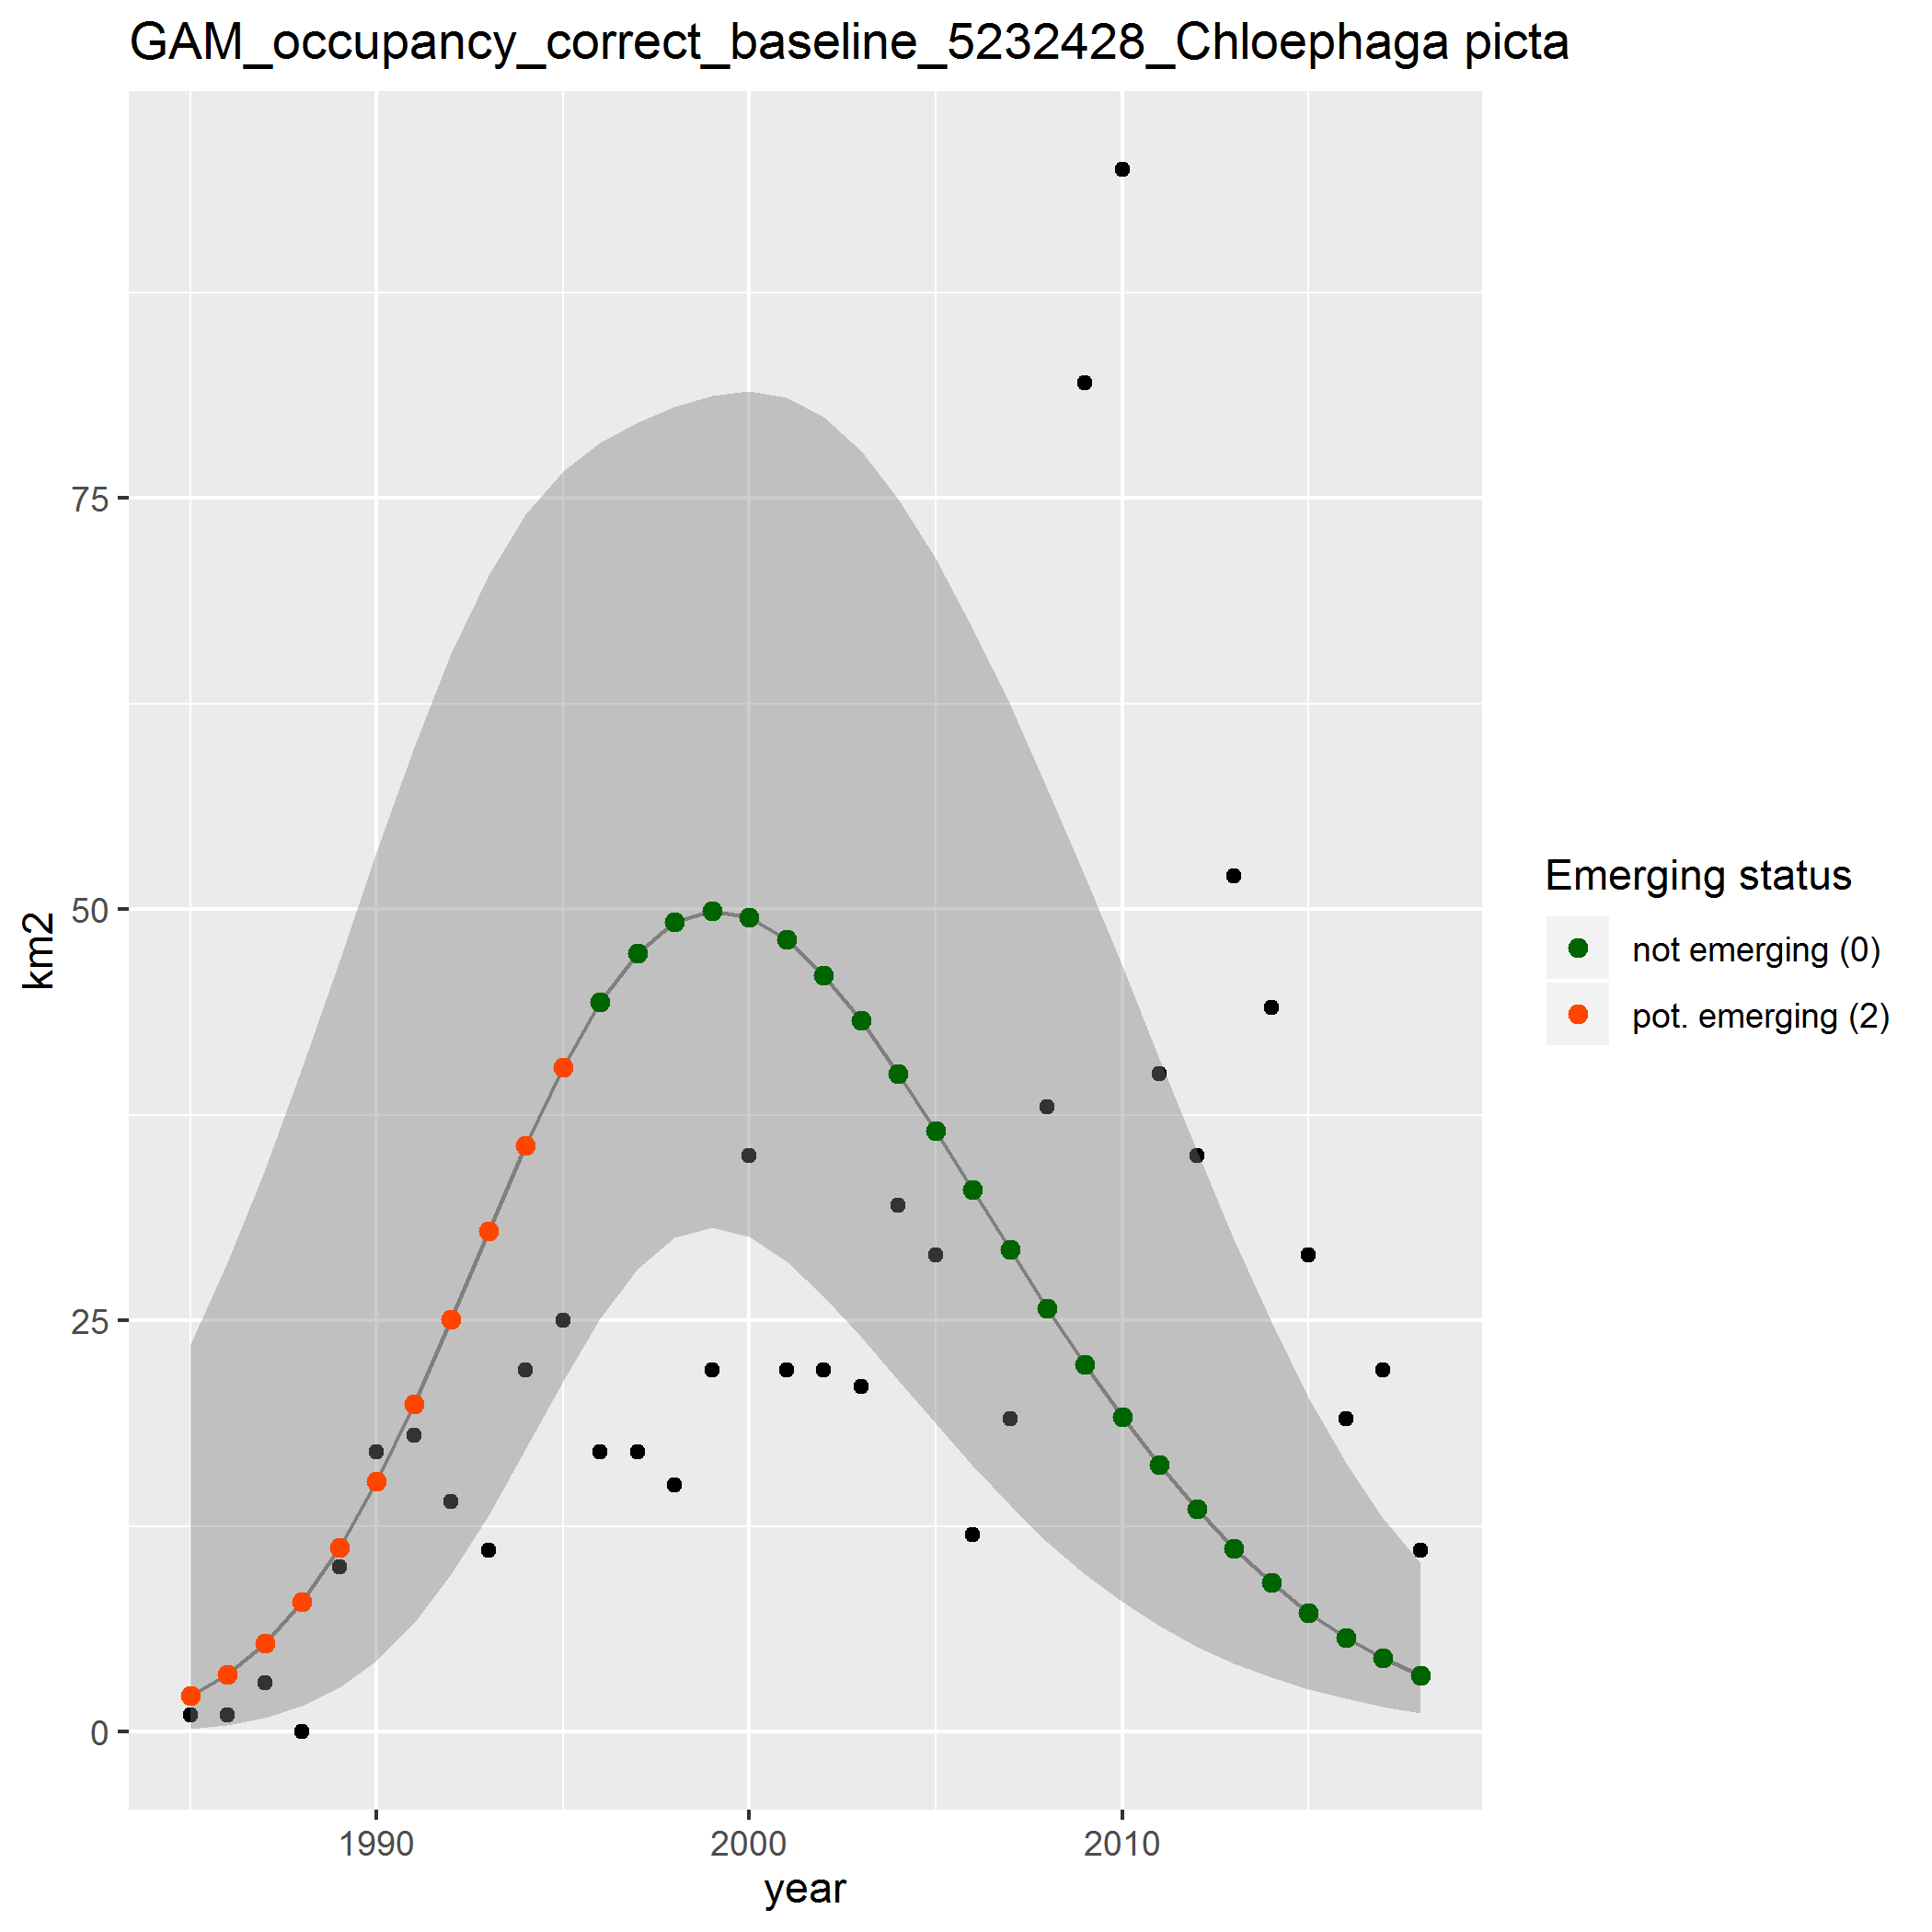 GAM_occupancy_correct_baseline_5232428_Chloephaga picta
km2
75
50
25
0
1990
2000
2010
year
Emerging status
not emerging (0)
pot. emerging (2)